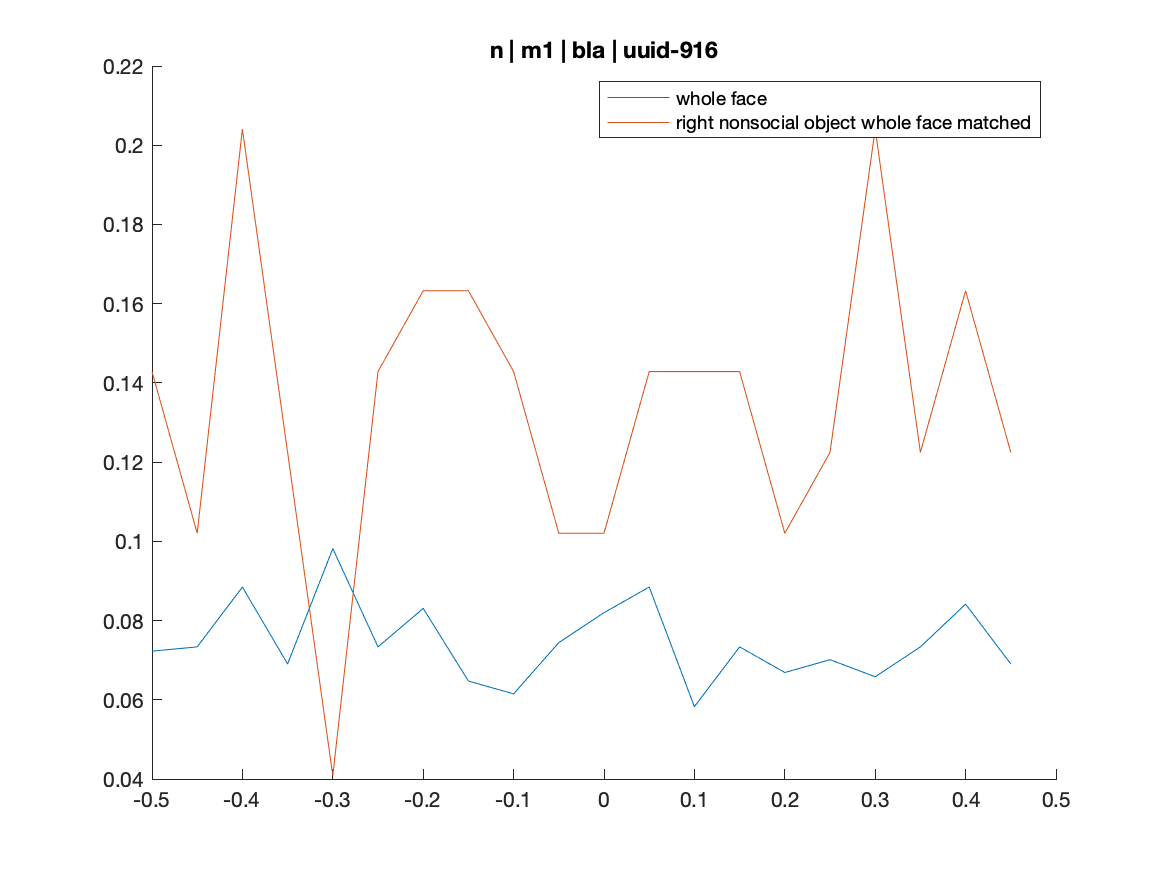 n | m1 | bla | uuid-916
whole face
right nonsocial object whole face matched
0.22
0.2
0.18
0.16
0.14
0.12
0.1
0.08
0.06
0.04
-0.5 -0.4 -0.3 -0.2 -0.1 0 0.1 0.2 0.3 0.4 0.5